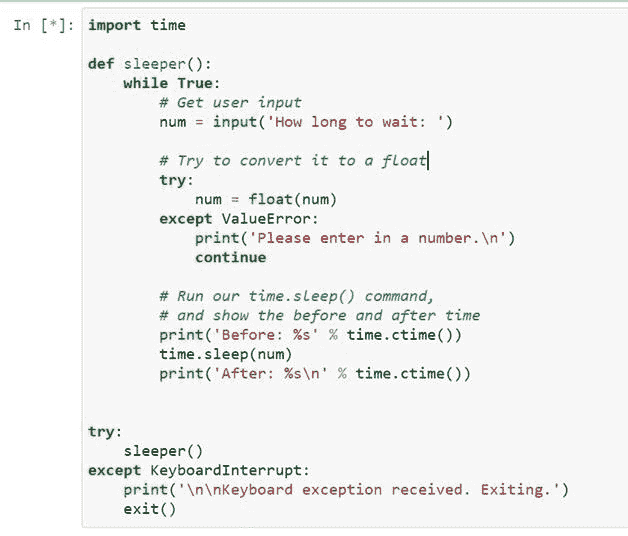 In [*]: import time
def sleeper():
    while True:
        # Get user input
        num = input('How long to wait: ')
        # Try to convert it to a float
        try:
            num = float(num)
        except ValueError:
            print('Please enter in a number.\n')
            continue
        # Run our time.sleep() command,
        # and show the before and after time
        print('Before: %s' % time.ctime())
        time.sleep(num)
        print('After: %s\n' % time.ctime())
try:
    sleeper()
except KeyboardInterrupt:
    print('\n\nKeyboard exception received. Exiting.')
    exit()